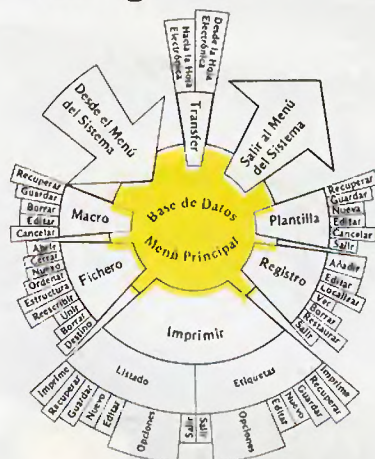 Desde la Hoja
Electrónica
Hacia la Hoja
Electrónica
Transfer
Desde el Menú
del Sistema
Salir al Menú
del Sistema
Base de Datos
Menú Principal
Macro
Recuperar
Guardar
Borrar
Editar
Cancelar
Plantilla
Recuperar
Guardar
Nueva
Editar
Cancelar
Salir
Fichero
Abrir
Cerrar
Nuevo
Ordenar
Estructura
Reescribir
Unir
Borrar
Destino
Registro
Añadir
Editar
Localizar
Ver
Borrar
Restaurar
Salir
Imprimir
Listado
Imprime
Recuperar
Guardar
Nuevo
Editar
Opciones
Salir
Etiquetas
Salir
Opciones
Editar
Nuevo
Guardar
Recuperar
Imprime